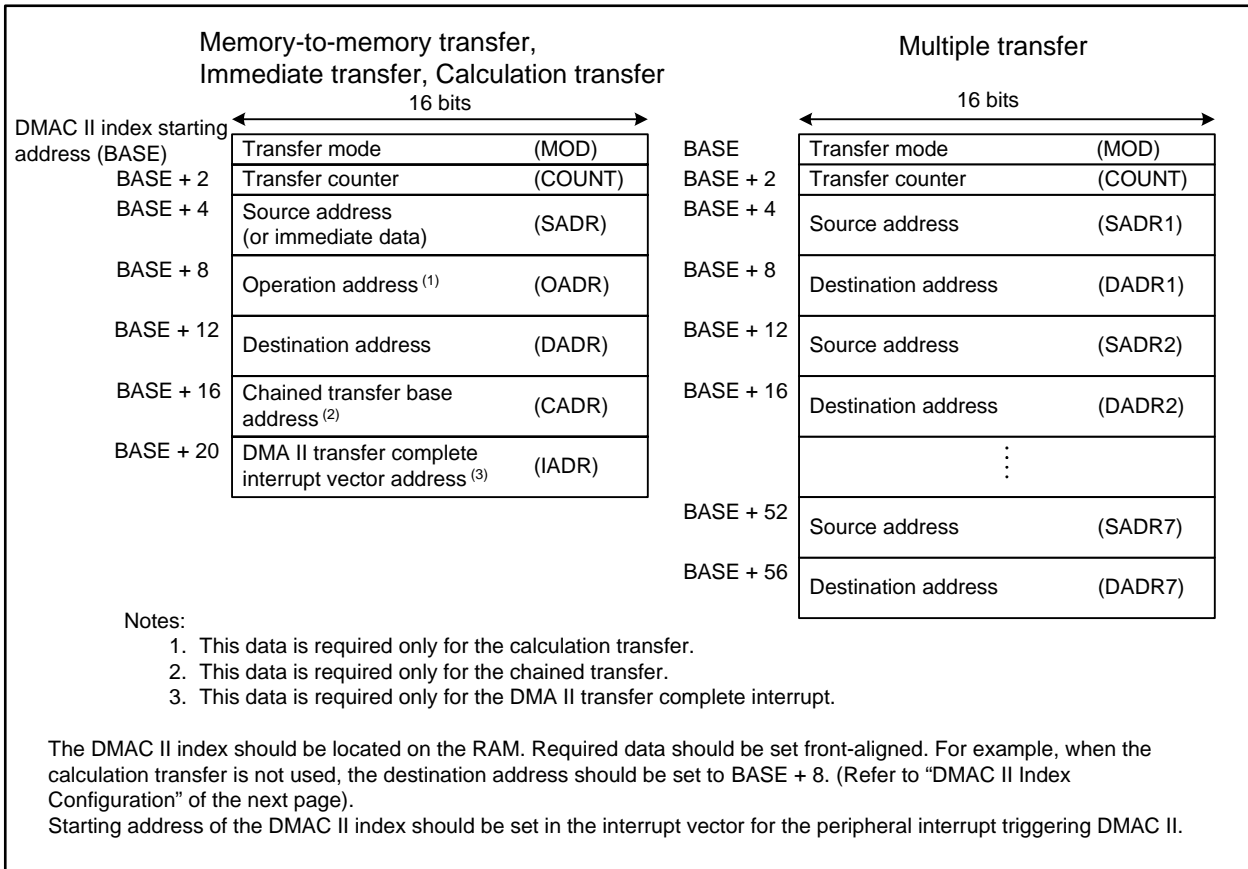 Memory-to-memory transfer,
Immediate transfer, Calculation transfer
16 bits
DMAC II index starting
address (BASE)
Transfer mode (MOD)
BASE + 2 Transfer counter (COUNT)
BASE + 4 Source address
(or immediate data) (SADR)
BASE + 8 Operation address (1) (OADR)
BASE + 12 Destination address (DADR)
BASE + 16 Chained transfer base
address (2) (CADR)
BASE + 20 DMA II transfer complete
interrupt vector address (3) (IADR)
Multiple transfer
16 bits
BASE Transfer mode (MOD)
BASE + 2 Transfer counter (COUNT)
BASE + 4 Source address (SADR1)
BASE + 8 Destination address (DADR1)
BASE + 12 Source address (SADR2)
BASE + 16 Destination address (DADR2)
BASE + 52 Source address (SADR7)
BASE + 56 Destination address (DADR7)
Notes:
1. This data is required only for the calculation transfer.
2. This data is required only for the chained transfer.
3. This data is required only for the DMA II transfer complete interrupt.
The DMAC II index should be located on the RAM. Required data should be set front-aligned. For example, when the
calculation transfer is not used, the destination address should be set to BASE + 8. (Refer to “DMAC II Index
Configuration” of the next page).
Starting address of the DMAC II index should be set in the interrupt vector for the peripheral interrupt triggering DMAC II.